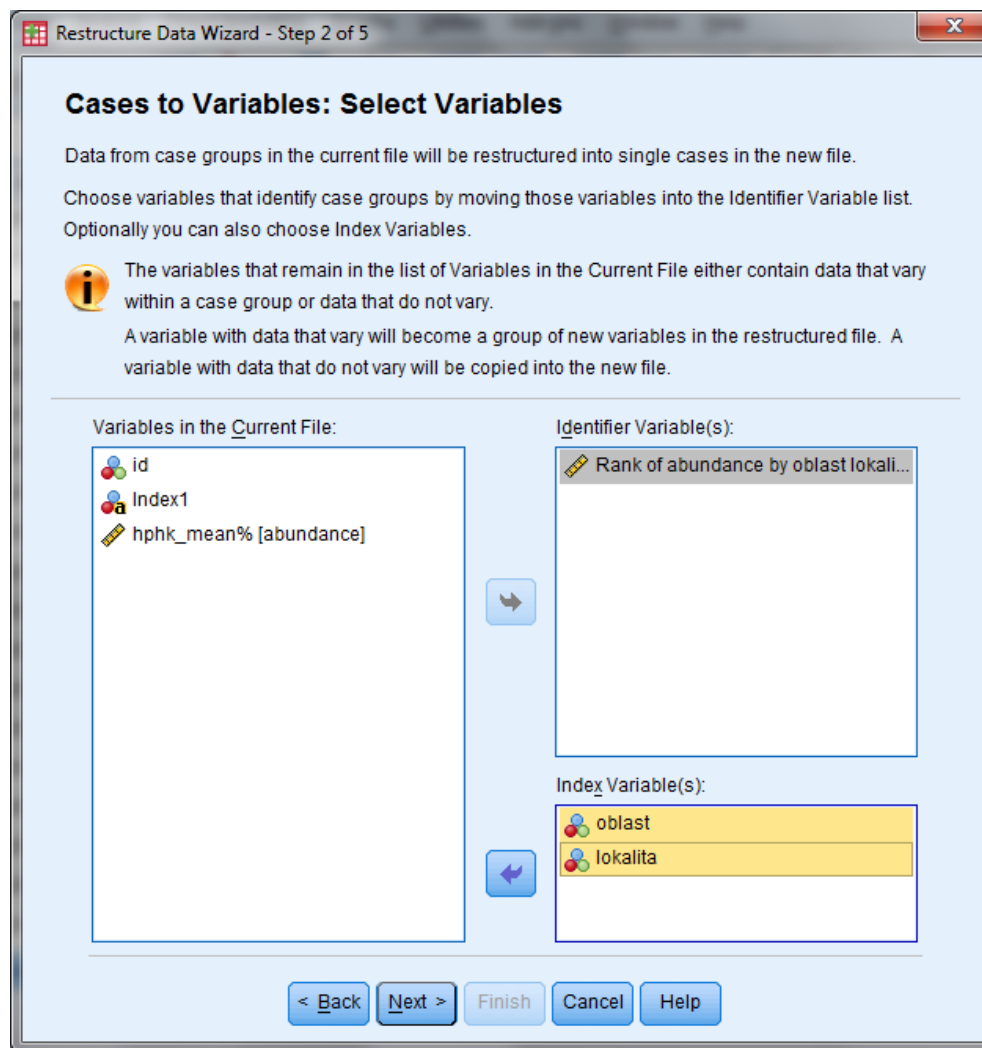 Restructure Data Wizard - Step 2 of 5
Cases to Variables: Select Variables
Data from case groups in the current file will be restructured into single cases in the new file.
Choose variables that identify case groups by moving those variables into the Identifier Variable list.
Optionally you can also choose Index Variables.
The variables that remain in the list of Variables in the Current File either contain data that vary
within a case group or data that do not vary.
A variable with data that vary will become a group of new variables in the restructured file. A
variable with data that do not vary will be copied into the new file.
Variables in the Current File:
id
Index1
hphk_mean% [abundance]
Identifier Variable(s):
Rank of abundance by oblast lokali...
Index Variable(s):
oblast
lokalita
< Back
Next >
Finish
Cancel
Help